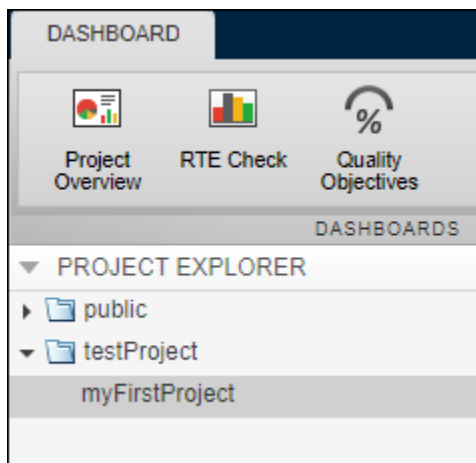 DASHBOARD
Project
Overview
RTE Check
%
Quality
Objectives
DASHBOARDS
PROJECT EXPLORER
public
testProject
myFirstProject